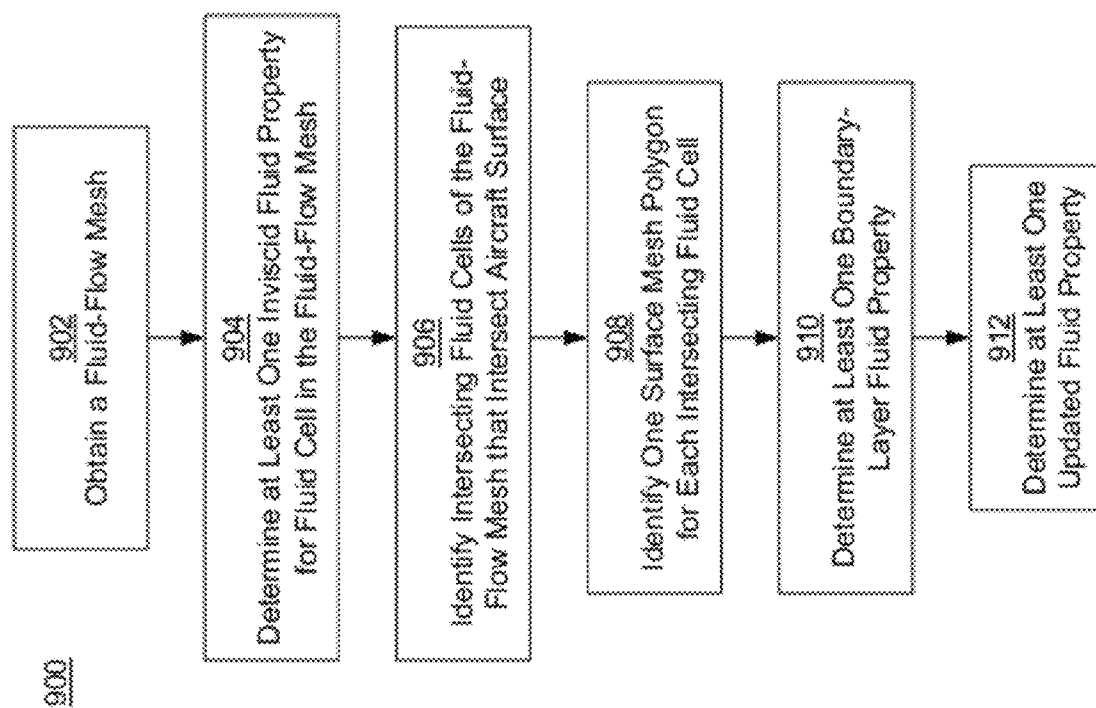 900
902
Obtain a Fluid-Flow Mesh
904
Determine at Least One Inviscid Fluid Property
for Fluid Cell in the Fluid-Flow Mesh
906
Identify Intersecting Fluid Cells of the Fluid-
Flow Mesh that Intersect Aircraft Surface
908
Identify One Surface Mesh Polygon
for Each Intersecting Fluid Cell
910
Determine at Least One Boundary-
Layer Fluid Property
912
Determine at Least One
Updated Fluid Property